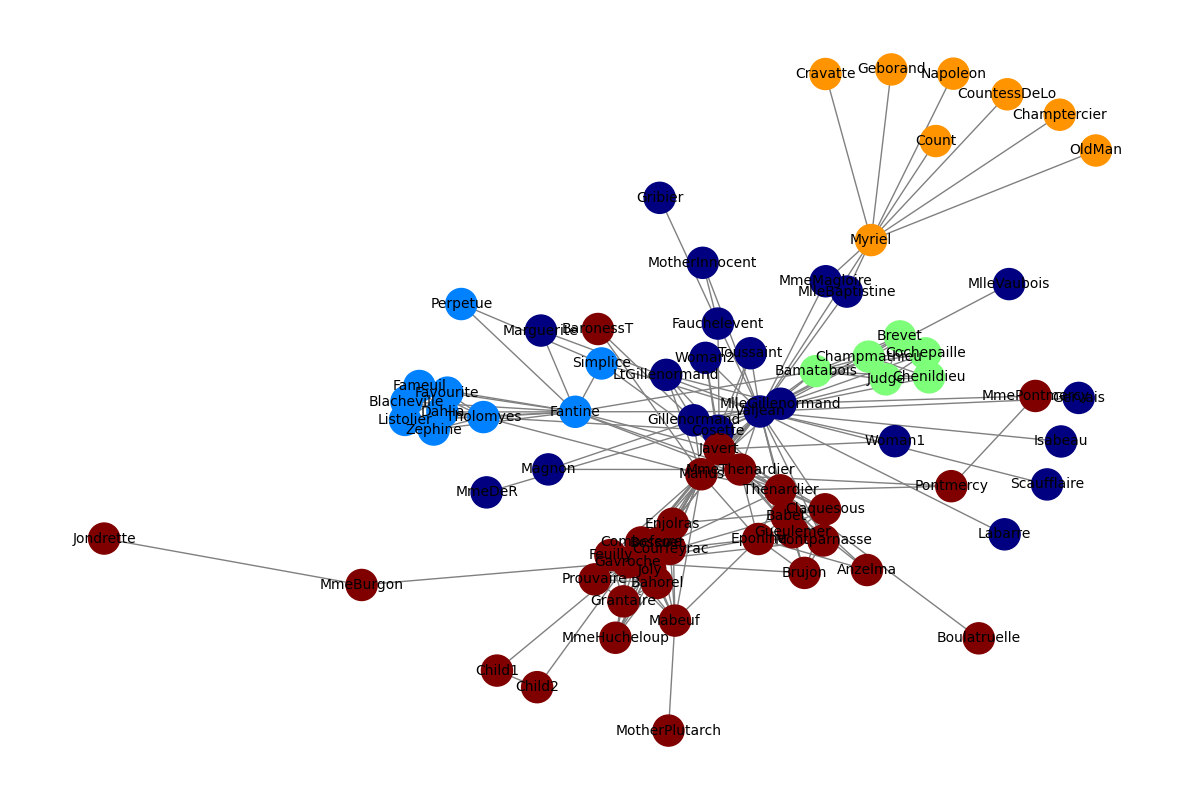 Cravatte
Geborand
Napoleon
CountessDeLo
Champtercier
Count
OldMan
Gribier
Myriel
MotherInnocent
MmeMagloire
MlleBaptistine
MlleVaubois
Perpetue
Marguerite
BaronessT
Fauchelevent
Brevet
Woman2
Toussaint
Champmathieu
Cochepaille
Simplice
LtGillenormand
Bamatabois
Judge
Chenildieu
Fameuil
Favourite
Blacheville
Dahlia
Listolier
Zephine
Tholomyes
Fantine
Gillenormand
MlleGillenormand
Valjean
Cosette
MmePontmercy
Gervais
Javert
Woman1
Isabeau
Magnon
Marius
MmeThenardier
MmeDeR
Thenardier
Pontmercy
Scaufflaire
Claquesous
Babet
Enjolras
Gueulemer
Labarre
Jondrette
Combeferre
Bossuet
Courfeyrac
Eponine
Montparnasse
Feuilly
Gavroche
Joly
MmeBurgon
Prouvaire
Bahorel
Brujon
Anzelma
Grantaire
Mabeuf
MmeHucheloup
Boulatruelle
Child1
Child2
MotherPlutarch